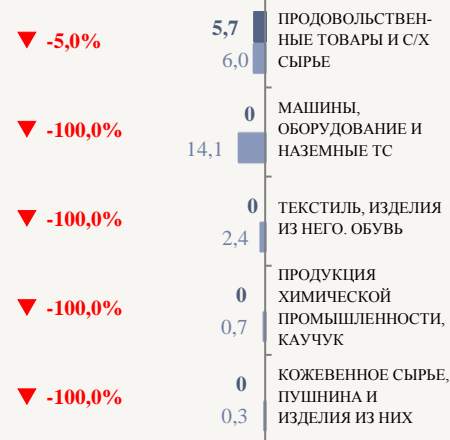 5,7
ПРОДОВОЛЬСТВЕН-
НЫЕ ТОВАРЫ И С/Х
СЫРЬЕ
▼ -5,0%
6,0
0
МАШИНЫ,
ОБОРУДОВАНИЕ И
НАЗЕМНЫЕ ТС
▼ -100,0%
14,1
0
ТЕКСТИЛЬ, ИЗДЕЛИЯ
ИЗ НЕГО. ОБУВЬ
▼ -100,0%
2,4
0
ПРОДУКЦИЯ
ХИМИЧЕСКОЙ
ПРОМЫШЛЕННОСТИ,
КАУЧУК
▼ -100,0%
0,7
0
КОЖЕВЕННОЕ СЫРЬЕ,
ПУШНИНА И
ИЗДЕЛИЯ ИЗ НИХ
▼ -100,0%
0,3